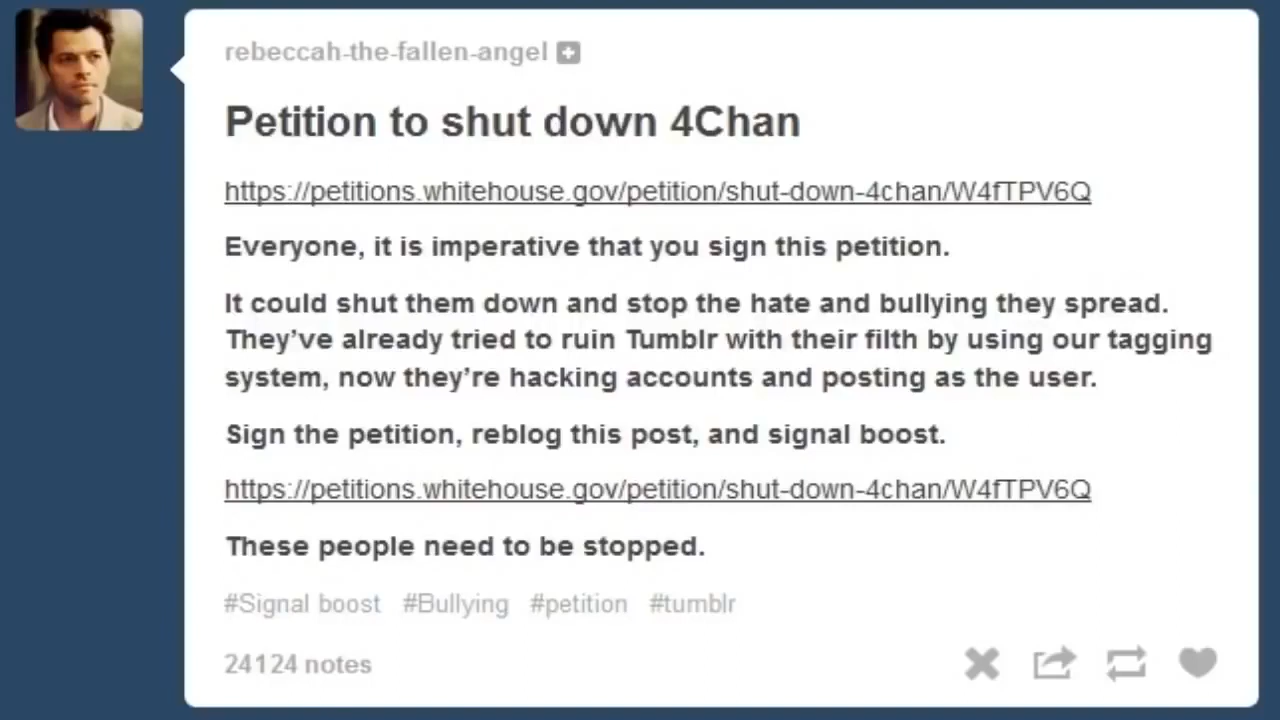 rebeccah-the-fallen-angel
Petition to shut down 4Chan
https://petitions.whitehouse.gov/petition/shut-down-4chan/W4fTPV6Q
Everyone, it is imperative that you sign this petition.
It could shut them down and stop the hate and bullying they spread.
They’ve already tried to ruin Tumblr with their filth by using our tagging
system, now they’re hacking accounts and posting as the user.
Sign the petition, reblog this post, and signal boost.
https://petitions.whitehouse.gov/petition/shut-down-4chan/W4fTPV6Q
These people need to be stopped.
#Signal boost #Bullying #petition #tumblr
24124 notes